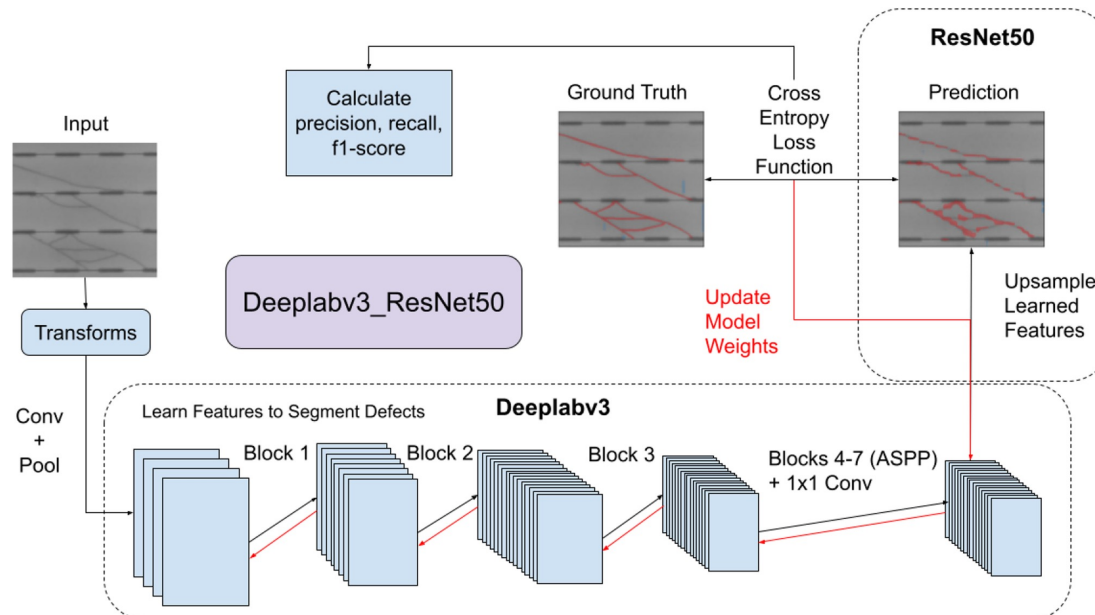 ResNet50
Calculate
precision, recall,
f1-score
Ground Truth
Cross
Entropy
Loss
Function
Prediction
Input
Deeplabv3_ResNet50
Update
Model
Weights
Upsample
Learned
Features
Transforms
Conv
+
Pool
Learn Features to Segment Defects
Deeplabv3
Block 1
Block 2
Block 3
Blocks 4-7 (ASPP)
+ 1x1 Conv